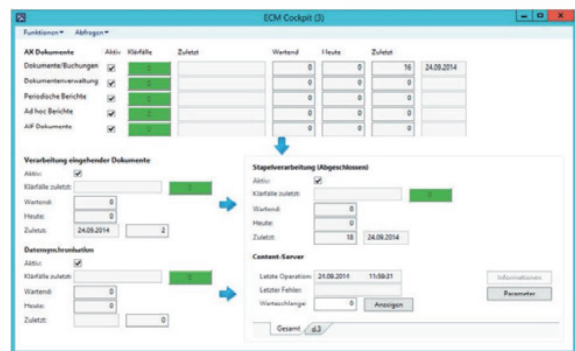 ECM Cockpit (3)
Funktionen Abfragen
AX Dokumente Aktiv Klärfälle Zuletzt Wartend Heute Zuletzt
Dokumente/Buchungen 0 0 0 16 24.09.2014
Dokumentenverwaltung 0 0 0
Periodische Berichte 0 0 0
Ad hoc Berichte 0 0 0
AIF Dokumente 0 0 0
Verarbeitung eingehender Dokumente
Aktiv:
Klärfälle zuletzt: 0
Wartend: 0
Heute: 0
Zuletzt: 24.09.2014 2
Datensynchronisation
Aktiv:
Klärfälle zuletzt: 0
Wartend: 0
Heute: 0
Zuletzt: 0
Stapelverarbeitung (Abgeschlossen)
Aktiv:
Klärfälle zuletzt: 0
Wartend: 0
Heute: 0
Zuletzt: 18 24.09.2014
Content-Server
Letzte Operation: 24.09.2014 11:59:31 Informationen
Letzter Fehler: Parameter
Warteschlange: 0 Anzeigen
Gesamt d.3